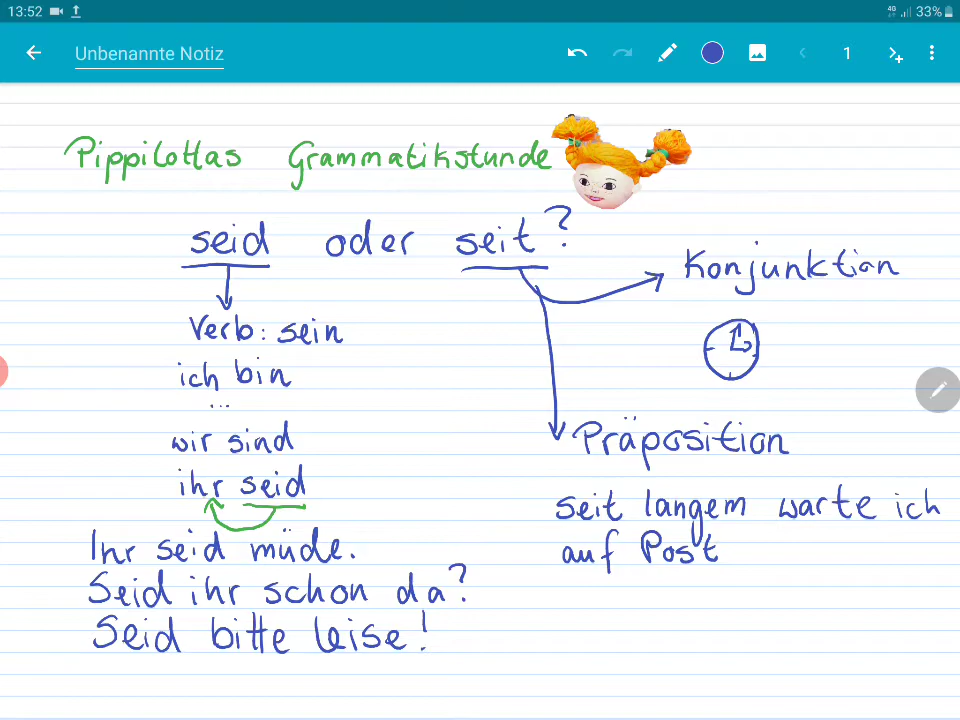 13:52
4G 33%
Unbenannte Notiz
1
Pippilottas Grammatikstunde
seid oder seit?
Konjunktion
Verb: sein
ich bin
...
wir sind
Präposition
ihr seid
seit langem warte ich
auf Post
Ihr seid müde.
Seid ihr schon da?
Seid bitte leise!